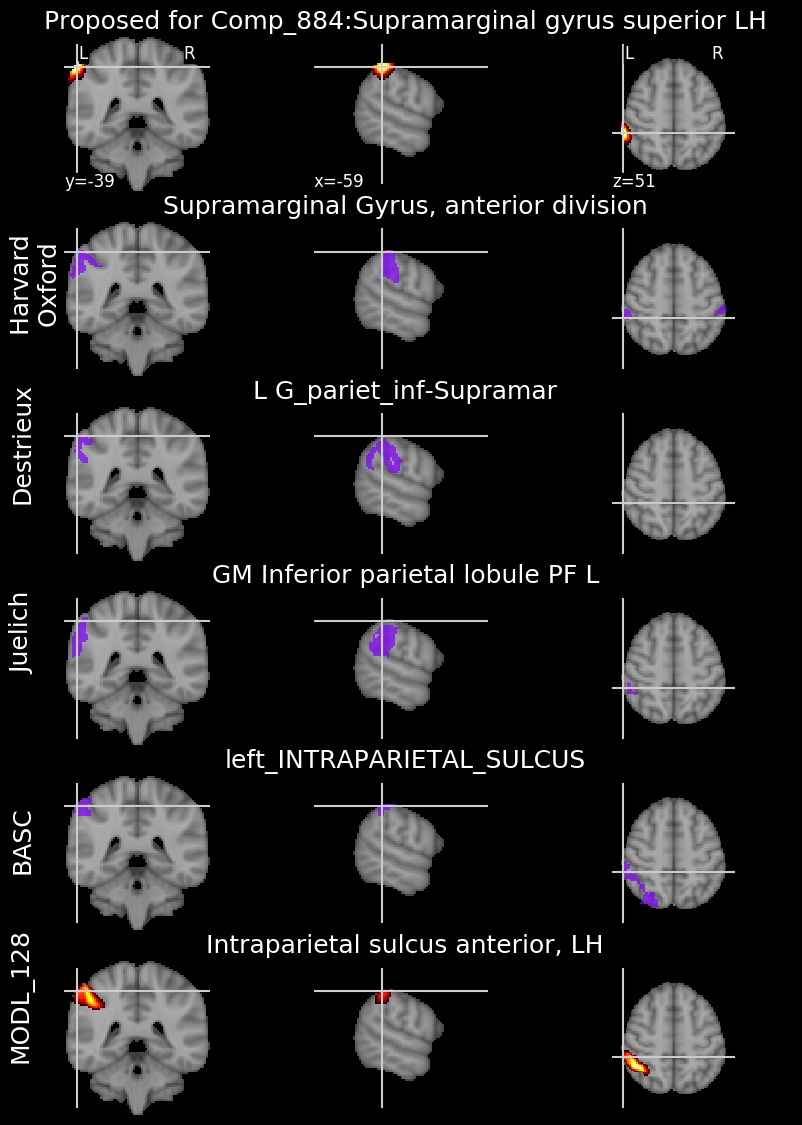 Proposed for Comp_884:Supramarginal gyrus superior LH
L R
L R
y=-39 x=-59 z=51
Supramarginal Gyrus, anterior division
Harvard
Oxford
L G_pariet_inf-Supramar
Destrieux
GM Inferior parietal lobule PF L
Juelich
left_INTRAPARIETAL_SULCUS
BASC
Intraparietal sulcus anterior, LH
MODL_128